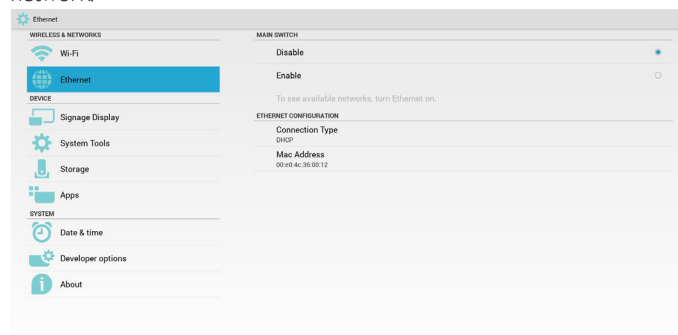 Ethernet
WIRELESS & NETWORKS
Wi-Fi
Ethernet
DEVICE
Signage Display
System Tools
Storage
Apps
SYSTEM
Date & time
Developer options
About
MAIN SWITCH
Disable
Enable
To see available networks, turn Ethernet on.
ETHERNET CONFIGURATION
Connection Type
DHCP
Mac Address
00:e0:4c:36:00:12